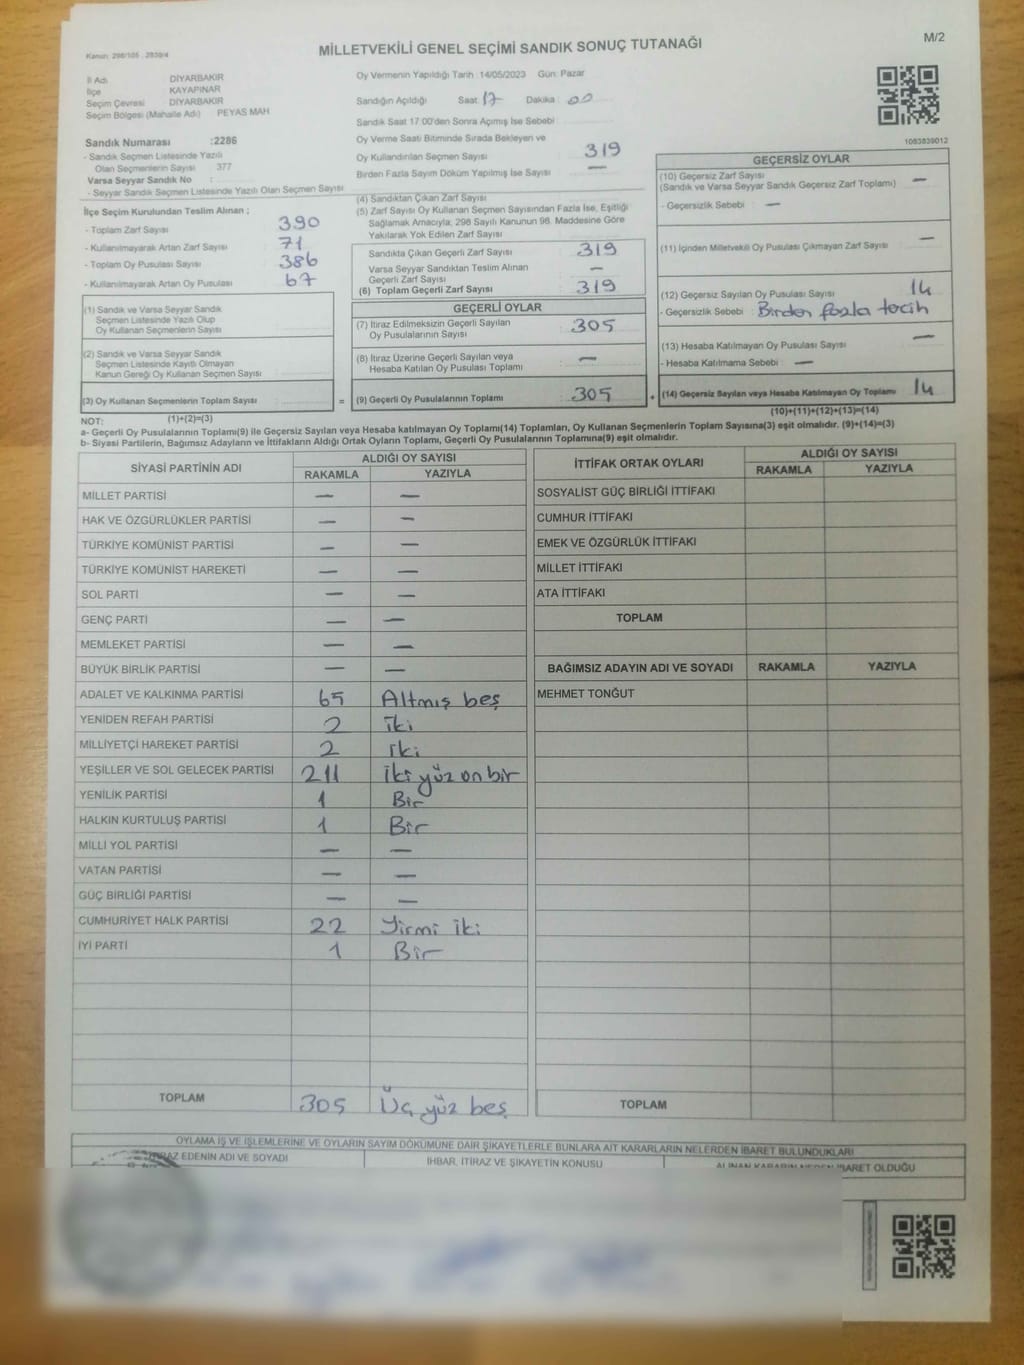 M/2
Kanun: 298/105 , 2839/4
MİLLETVEKİLİ GENEL SEÇİMİ SANDIK SONUÇ TUTANAĞI
İl Adı DİYARBAKIR
İlçe KAYAPINAR
Seçim Çevresi DİYARBAKIR
Seçim Bölgesi (Mahalle Adı) PEYAS MAH
Sandık Numarası :2286
- Sandık Seçmen Listesinde Yazılı
Olan Seçmenlerin Sayısı 377
Varsa Seyyar Sandık No :
- Seyyar Sandık Seçmen Listesinde Yazılı Olan Seçmen Sayısı
Oy Vermenin Yapıldığı Tarih :14/05/2023 Gün: Pazar
Sandığın Açıldığı Saat 17 Dakika : 00
Sandık Saat 17:00'den Sonra Açılmış İse Sebebi
Oy Verme Saati Bitiminde Sırada Bekleyen ve
Oy Kullandırılan Seçmen Sayısı 319
Birden Fazla Sayım Döküm Yapılmış İse Sayısı —
1063839012
İlçe Seçim Kurulundan Teslim Alınan ;
- Toplam Zarf Sayısı 390
- Kullanılmayarak Artan Zarf Sayısı 71
- Toplam Oy Pusulası Sayısı 386
- Kullanılmayarak Artan Oy Pusulası 67
(1) Sandık ve Varsa Seyyar Sandık
Seçmen Listesinde Yazılı Olup
Oy Kullanan Seçmenlerin Sayısı
(2) Sandık ve Varsa Seyyar Sandık
Seçmen Listesinde Kayıtlı Olmayan
Kanun Gereği Oy Kullanan Seçmen Sayısı
(3) Oy Kullanan Seçmenlerin Toplam Sayısı =
(1)+(2)=(3)
(4) Sandıktan Çıkan Zarf Sayısı
(5) Zarf Sayısı Oy Kullanan Seçmen Sayısından Fazla İse, Eşitliği
Sağlamak Amacıyla, 298 Sayılı Kanunun 98. Maddesine Göre
Yakılarak Yok Edilen Zarf Sayısı
Sandıkta Çıkan Geçerli Zarf Sayısı 319
Varsa Seyyar Sandıktan Teslim Alınan
Geçerli Zarf Sayısı —
(6) Toplam Geçerli Zarf Sayısı 319
GEÇERLİ OYLAR
(7) İtiraz Edilmeksizin Geçerli Sayılan
Oy Pusulalarının Sayısı 305
(8) İtiraz Üzerine Geçerli Sayılan veya
Hesaba Katılan Oy Pusulası Toplamı —
(9) Geçerli Oy Pusulalarının Toplamı 305 +
GEÇERSİZ OYLAR
(10) Geçersiz Zarf Sayısı
(Sandık ve Varsa Seyyar Sandık Geçersiz Zarf Toplamı) —
- Geçersizlik Sebebi : —
(11) İçinden Milletvekili Oy Pusulası Çıkmayan Zarf Sayısı —
(12) Geçersiz Sayılan Oy Pusulası Sayısı 14
- Geçersizlik Sebebi : Birden fazla tercih
(13) Hesaba Katılmayan Oy Pusulası Sayısı —
- Hesaba Katılmama Sebebi : —
(14) Geçersiz Sayılan veya Hesaba Katılmayan Oy Toplamı 14
(10)+(11)+(12)+(13)=(14)
NOT:
a- Geçerli Oy Pusulalarının Toplamı(9) ile Geçersiz Sayılan veya Hesaba katılmayan Oy Toplamı(14) Toplamları, Oy Kullanan Seçmenlerin Toplam Sayısına(3) eşit olmalıdır. (9)+(14)=(3)
b- Siyasi Partilerin, Bağımsız Adayların ve İttifakların Aldığı Ortak Oyların Toplamı, Geçerli Oy Pusulalarının Toplamına(9) eşit olmalıdır.
SİYASİ PARTİNİN ADI ALDIĞI OY SAYISI
RAKAMLA YAZIYLA
MİLLET PARTİSİ — —
HAK VE ÖZGÜRLÜKLER PARTİSİ — —
TÜRKİYE KOMÜNİST PARTİSİ — —
TÜRKİYE KOMÜNİST HAREKETİ — —
SOL PARTİ — —
GENÇ PARTİ — —
MEMLEKET PARTİSİ — —
BÜYÜK BİRLİK PARTİSİ — —
ADALET VE KALKINMA PARTİSİ 65 Altmış beş
YENİDEN REFAH PARTİSİ 2 iki
MİLLİYETÇİ HAREKET PARTİSİ 2 iki
YEŞİLLER VE SOL GELECEK PARTİSİ 211 iki yüz on bir
YENİLİK PARTİSİ 1 Bir
HALKIN KURTULUŞ PARTİSİ 1 Bir
MİLLİ YOL PARTİSİ — —
VATAN PARTİSİ — —
GÜÇ BİRLİĞİ PARTİSİ — —
CUMHURİYET HALK PARTİSİ 22 Yirmi iki
İYİ PARTİ 1 Bir
TOPLAM 305 Üç yüz beş
İTTİFAK ORTAK OYLARI ALDIĞI OY SAYISI
RAKAMLA YAZIYLA
SOSYALİST GÜÇ BİRLİĞİ İTTİFAKI
CUMHUR İTTİFAKI
EMEK VE ÖZGÜRLÜK İTTİFAKI
MİLLET İTTİFAKI
ATA İTTİFAKI
TOPLAM
BAĞIMSIZ ADAYIN ADI VE SOYADI RAKAMLA YAZIYLA
MEHMET TONĞUT
TOPLAM
OYLAMA İŞ VE İŞLEMLERİNE VE OYLARIN SAYIM DÖKÜMÜNE DAİR ŞİKAYETLERLE BUNLARA AİT KARARLARIN NELERDEN İBARET BULUNDUKLARI
EDENİN ADI VE SOYADI İHBAR, İTİRAZ VE ŞİKAYETİN KONUSU ALINAN KARARIN NEDEN İBARET OLDUĞU